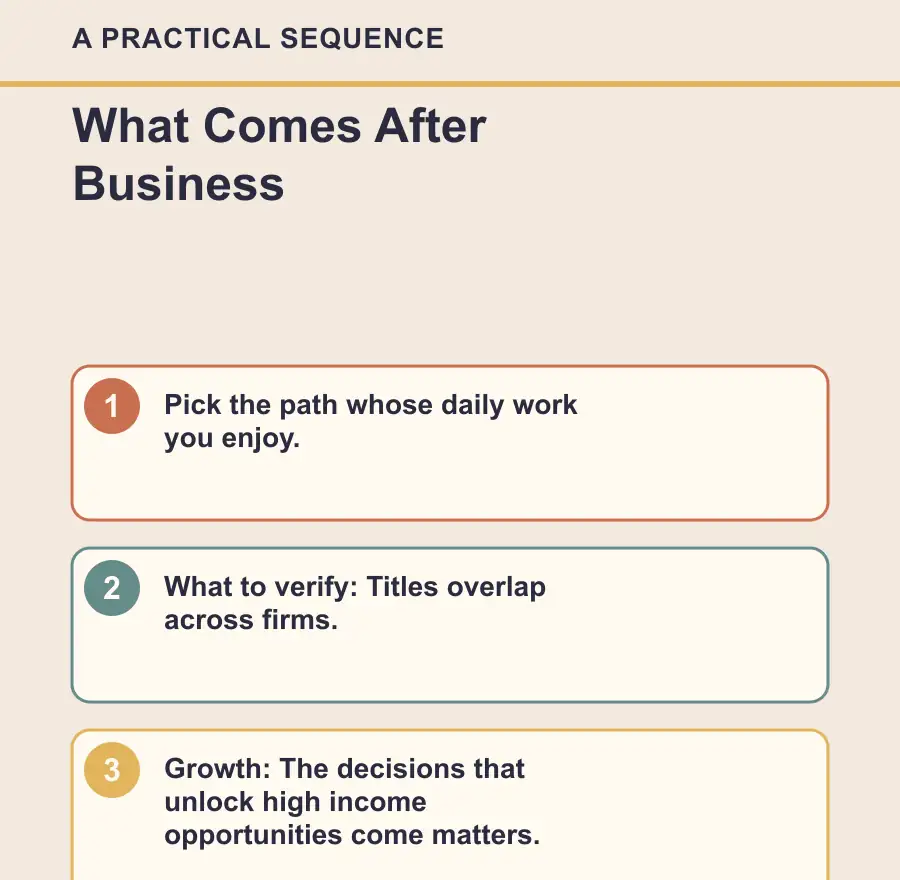 A PRACTICAL SEQUENCE
What Comes After
Business
1
Pick the path whose daily work
you enjoy.
2
What to verify: Titles overlap
across firms.
3
Growth: The decisions that
unlock high income
opportunities come matters.